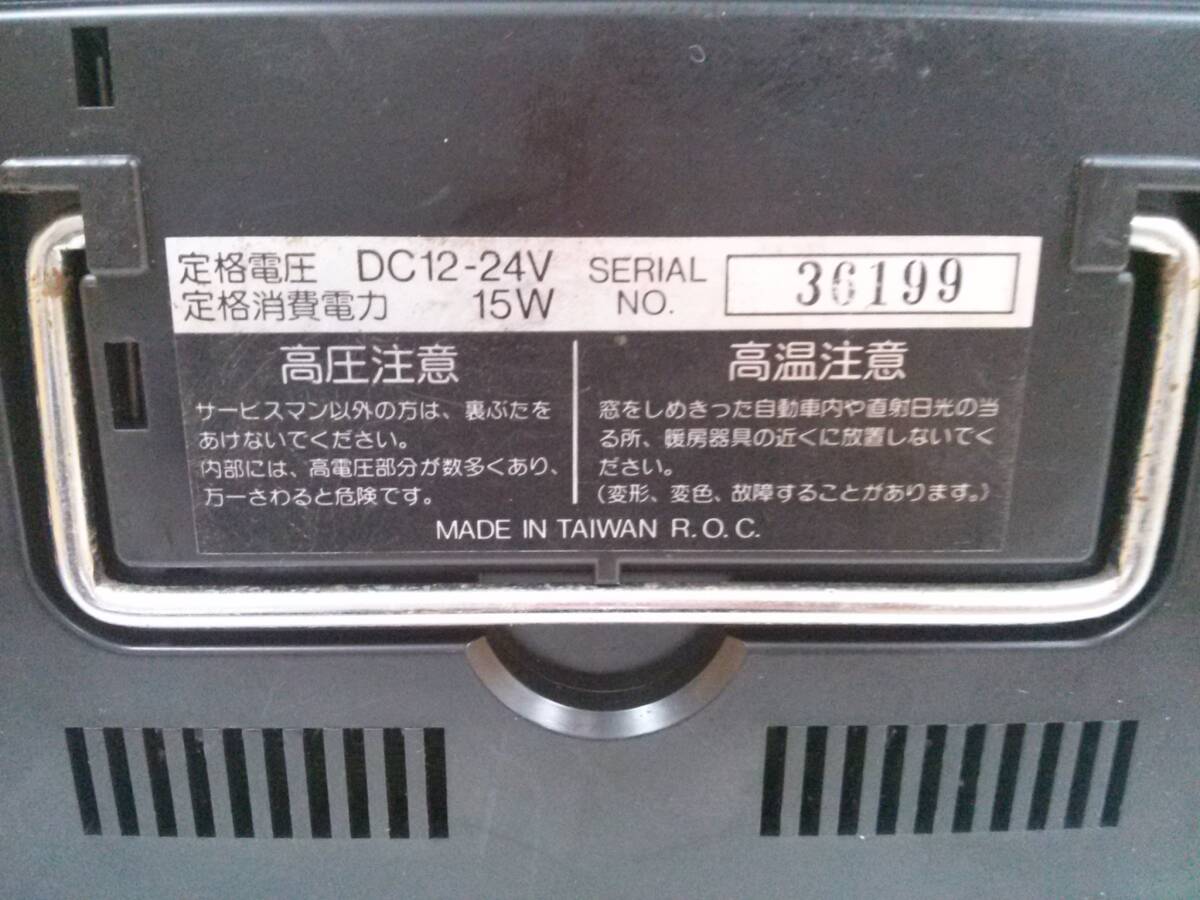 定格電圧 DC12-24V
定格消費電力 15W
SERIAL
NO.
36199
高圧注意
サービスマン以外の方は、裏ぶたを
あけないでください。
内部には、高電圧部分が数多くあり、
万一さわると危険です。
高温注意
窓をしめきった自動車内や直射日光の当
る所、暖房器具の近くに放置しないでく
ださい。
(変形、変色、故障することがあります。)
MADE IN TAIWAN R.O.C.